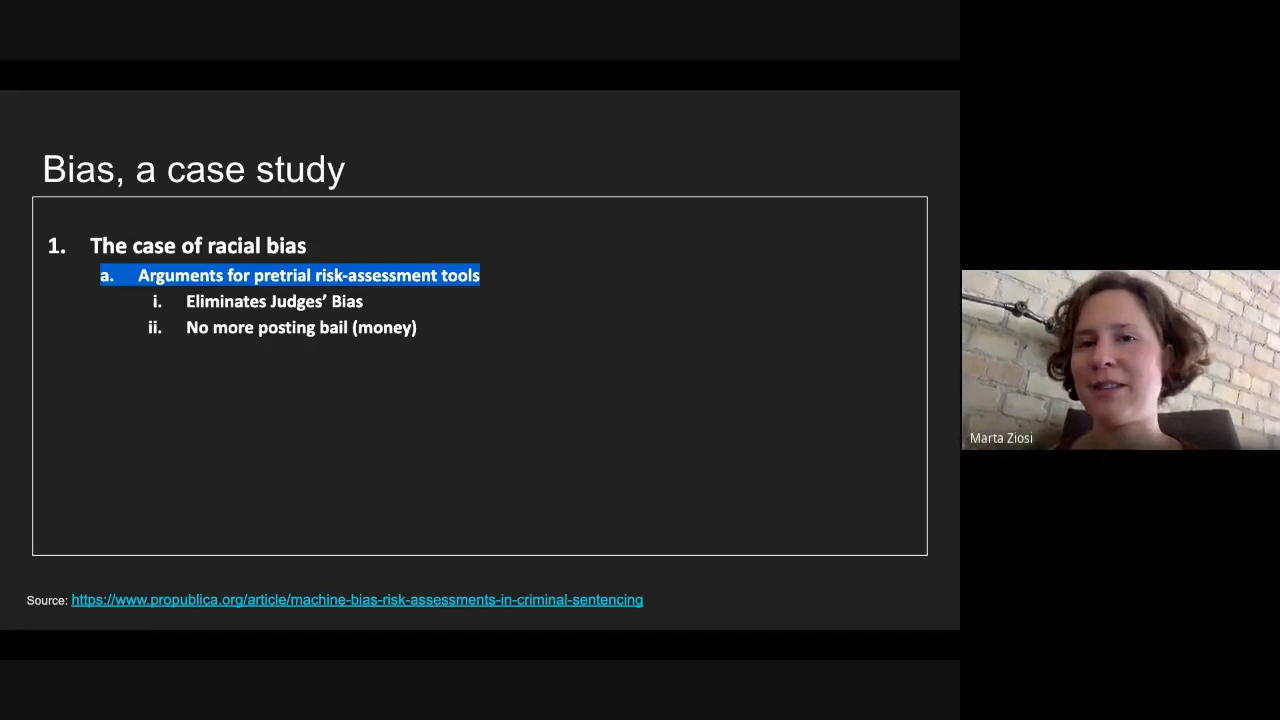 Bias, a case study
1. The case of racial bias
a. Arguments for pretrial risk-assessment tools
i. Eliminates Judges’ Bias
ii. No more posting bail (money)
Source: https://www.propublica.org/article/machine-bias-risk-assessments-in-criminal-sentencing
Marta Ziosi